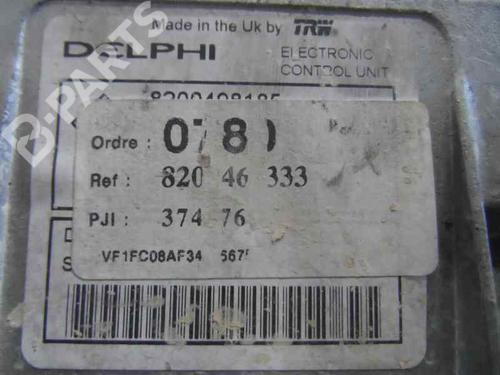 Made in the Uk by TRW
DELPHI
ELECTRONIC
CONTROL UNIT
B-PARTS
Ordre : 0781
Ref : 820 46 333
PJI : 374 76
VF1FC08AF34 667